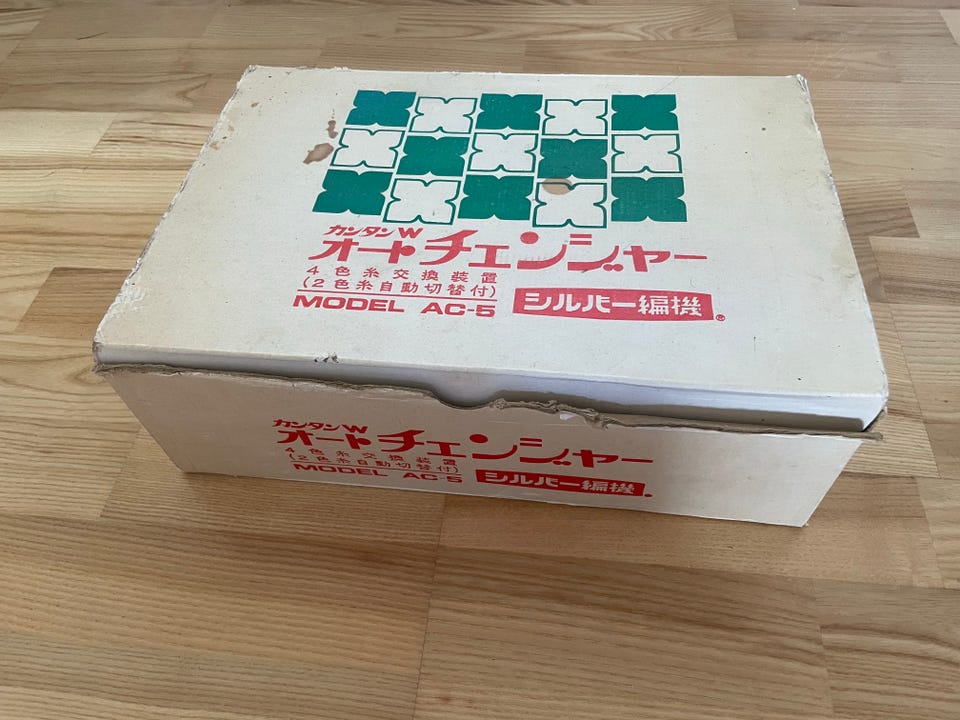 カンタンW
オートチェンジャー
4色糸交換装置
(2色糸自動切替付)
MODEL AC-5
シルバー編機®
カンタンW
オートチェンジャー
4色糸交換装置
(2色糸自動切替付)
MODEL AC-5
シルバー編機